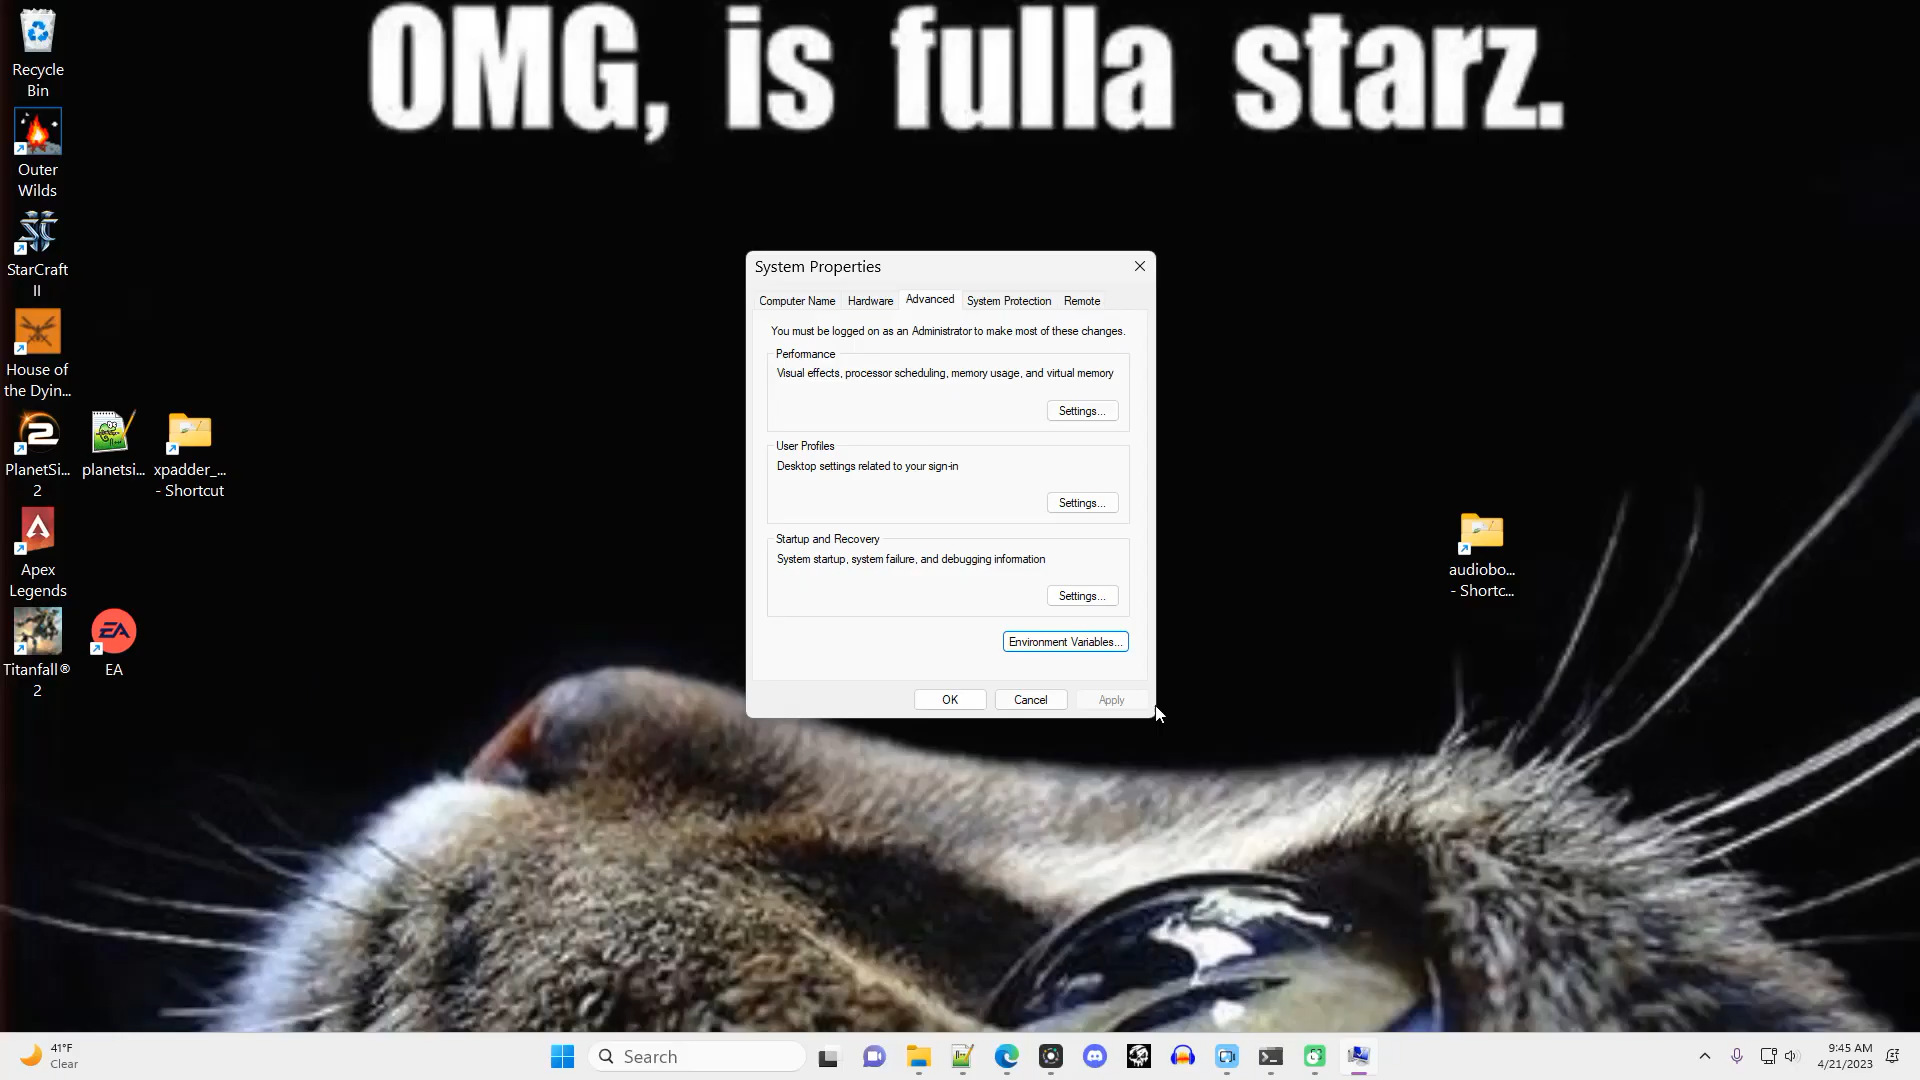 OMG, is fulla starz.
Recycle
Bin
Outer
Wilds
StarCraft
II
House of
the Dyin...
PlanetSi...
2
planetsi...
xpadder_...
- Shortcut
Apex
Legends
Titanfall®
2
EA
EA
audiobo...
- Shortc...
System Properties
Computer Name
Hardware
Advanced
System Protection
Remote
You must be logged on as an Administrator to make most of these changes.
Performance
Visual effects, processor scheduling, memory usage, and virtual memory
Settings...
User Profiles
Desktop settings related to your sign-in
Settings...
Startup and Recovery
System startup, system failure, and debugging information
Settings...
Environment Variables...
OK
Cancel
Apply
41°F
Clear
Search
9:45 AM
4/21/2023